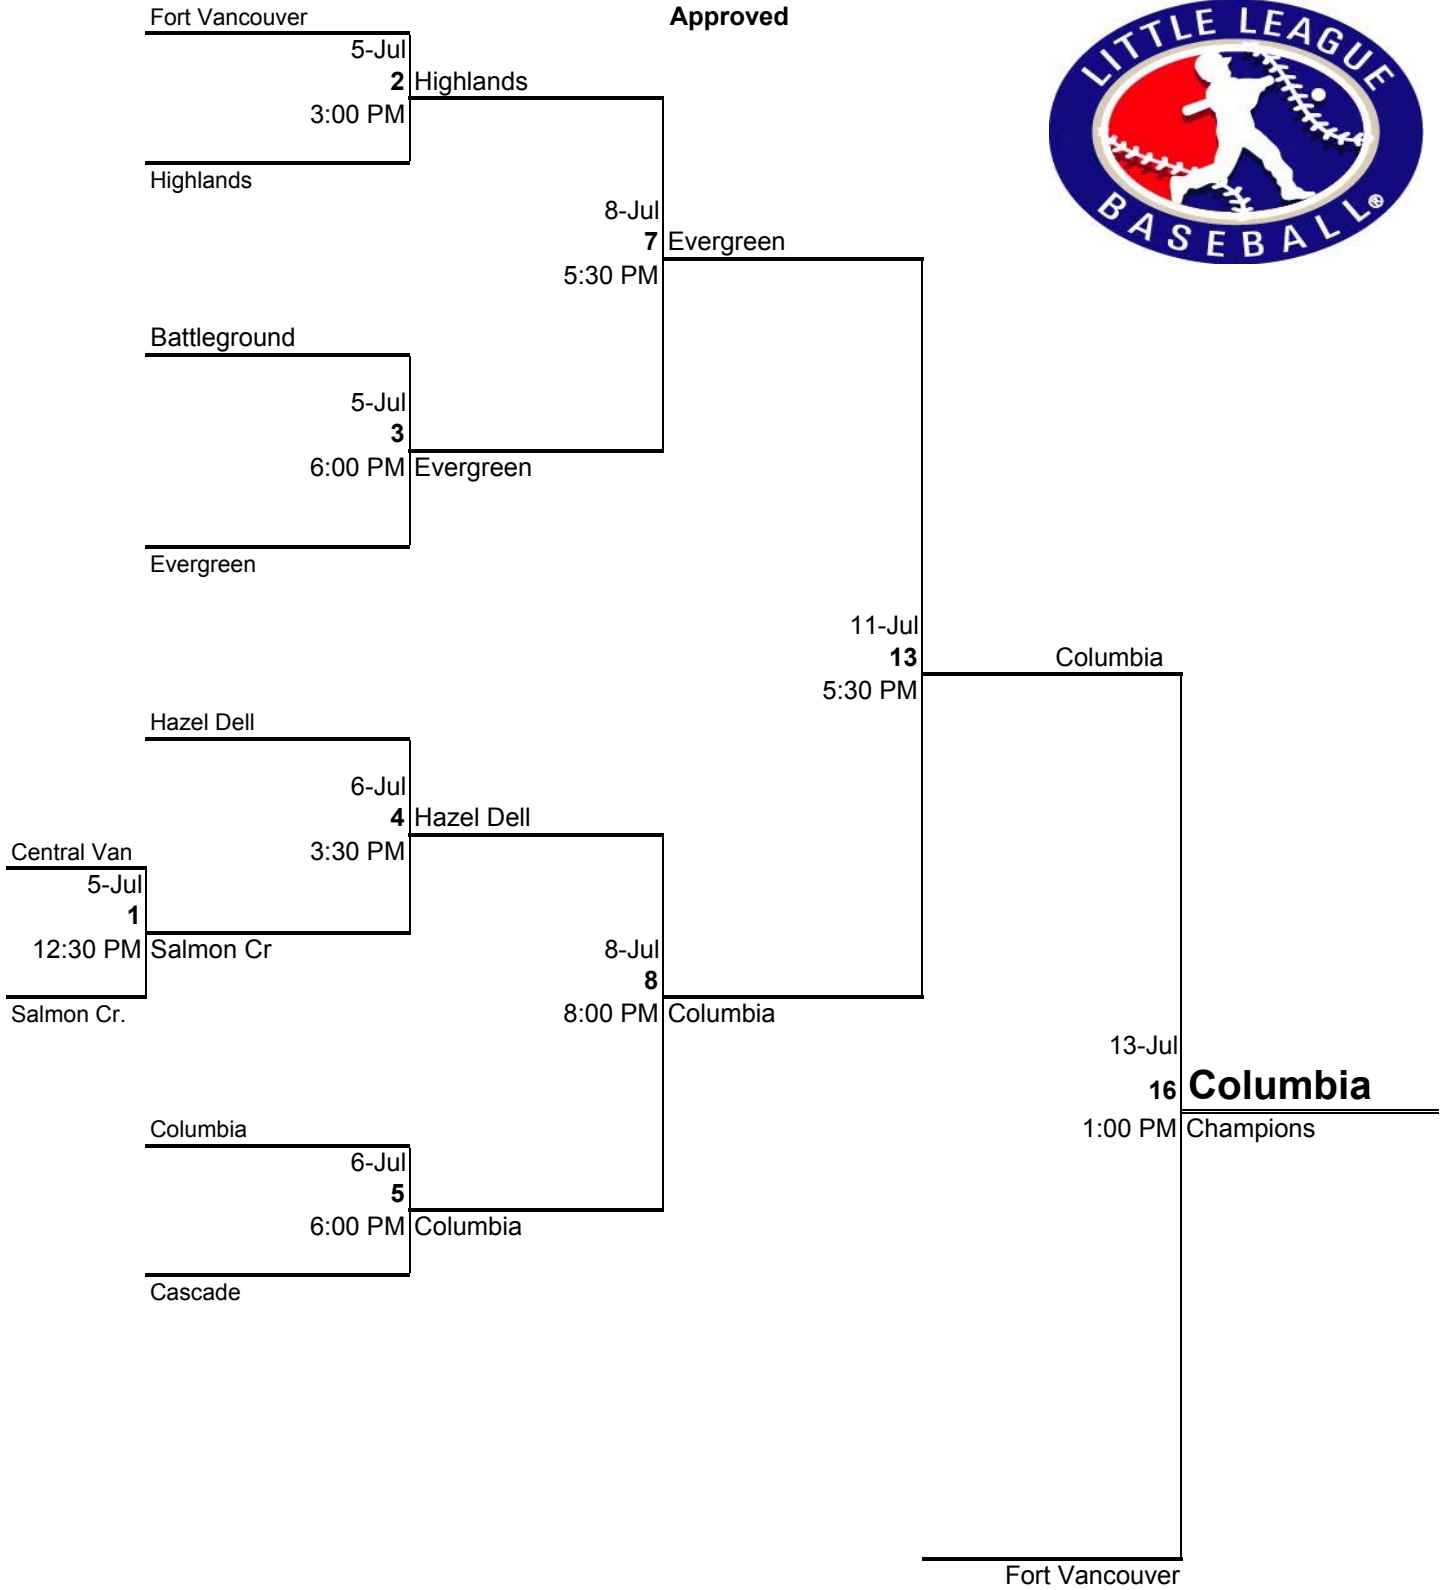 Fort Vancouver
Approved
LITTLE LEAGUE
BASEBALL®
5-Jul
2 Highlands
3:00 PM
Highlands
8-Jul
7 Evergreen
5:30 PM
Battleground
5-Jul
3
6:00 PM Evergreen
Evergreen
11-Jul
13 Columbia
5:30 PM
Hazel Dell
6-Jul
4 Hazel Dell
3:30 PM
Central Van
5-Jul
1
12:30 PM Salmon Cr
Salmon Cr.
8-Jul
8
8:00 PM Columbia
13-Jul
16 Columbia
1:00 PM Champions
Columbia
6-Jul
5
6:00 PM Columbia
Cascade
Fort Vancouver